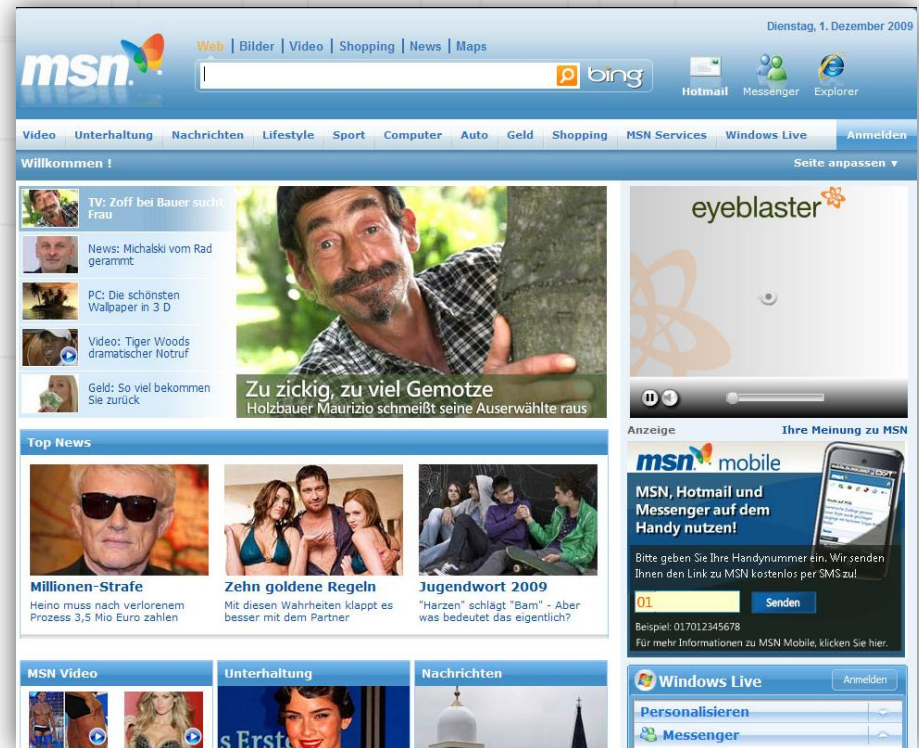 Dienstag, 1. Dezember 2009
msn.
Web | Bilder | Video | Shopping | News | Maps
bing
Hotmail Messenger Explorer
Video Unterhaltung Nachrichten Lifestyle Sport Computer Auto Geld Shopping MSN Services Windows Live Anmelden
Willkommen !
Seite anpassen
TV: Zoff bei Bauer sucht
Frau
News: Michalski vom Rad
gerammt
PC: Die schönsten
Wallpaper in 3 D
Video: Tiger Woods
dramatischer Notruf
Geld: So viel bekommen
Sie zurück
Zu zickig, zu viel Gemotze
Holzbauer Maurizio schmeißt seine Auserwählte raus
eyeblaster
Anzeige
Ihre Meinung zu MSN
Top News
Millionen-Strafe
Heino muss nach verlorenem
Prozess 3,5 Mio Euro zahlen
Zehn goldene Regeln
Mit diesen Wahrheiten klappt es
besser mit dem Partner
Jugendwort 2009
"Harzen" schlägt "Bam" - Aber
was bedeutet das eigentlich?
msn. mobile
MSN, Hotmail und
Messenger auf dem
Handy nutzen!
Bitte geben Sie Ihre Handynummer ein. Wir senden
Ihnen den Link zu MSN kostenlos per SMS zu!
01
Senden
Beispiel: 017012345678
Für mehr Informationen zu MSN Mobile, klicken Sie hier.
MSN Video
Unterhaltung
s Erste
Nachrichten
Windows Live
Anmelden
Personalisieren
Messenger